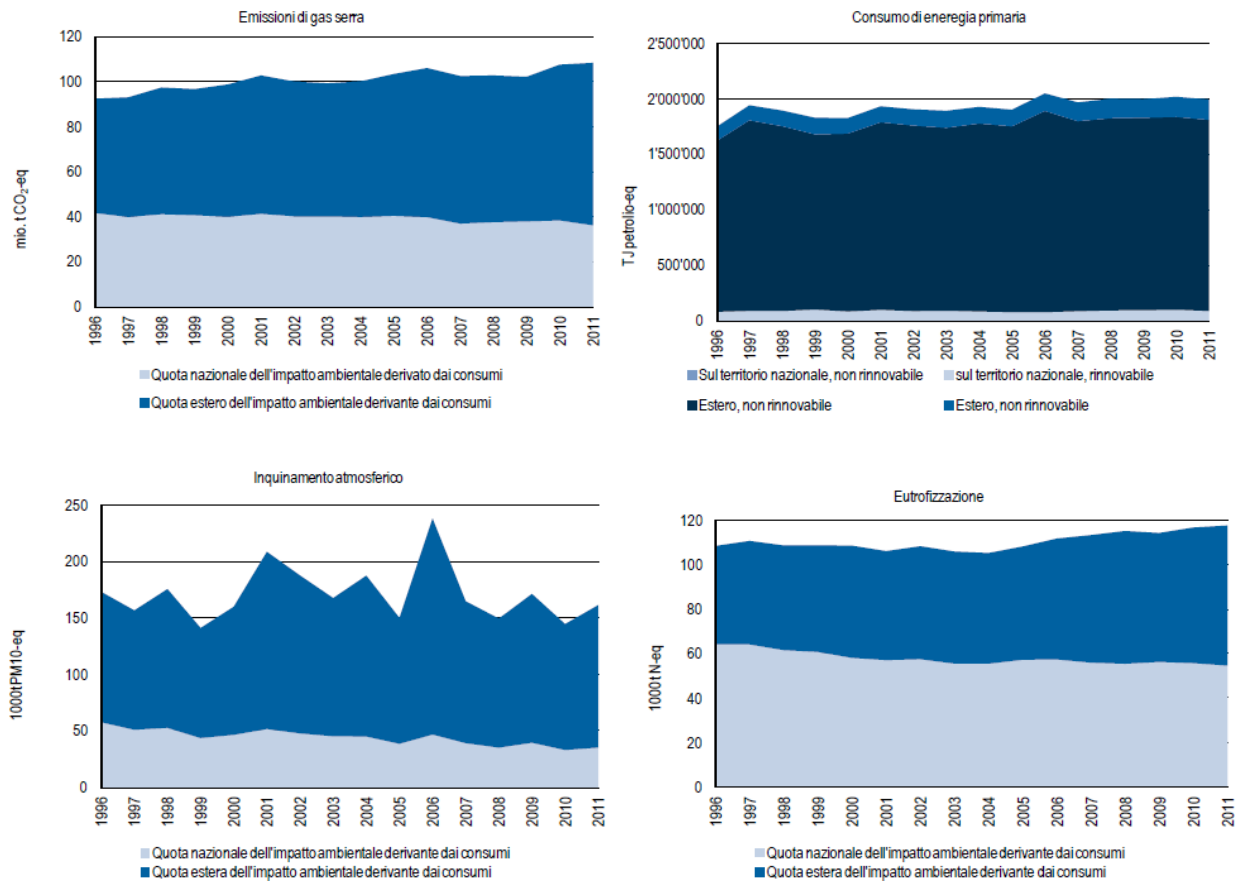 Emissioni di gas serra
120
100
80
60
40
20
0
mio. t CO₂-eq
1996 1997 1998 1999 2000 2001 2002 2003 2004 2005 2006 2007 2008 2009 2010 2011
Quota nazionale dell'impatto ambientale derivato dai consumi
Quota estero dell'impatto ambientale derivante dai consumi
Consumo di eneregia primaria
2'500'000
2'000'000
1'500'000
1'000'000
500'000
0
TJ petrolio-eq
1996 1997 1998 1999 2000 2001 2002 2003 2004 2005 2006 2007 2008 2009 2010 2011
Sul territorio nazionale, non rinnovabile
sul territorio nazionale, rinnovabile
Estero, non rinnovabile
Estero, non rinnovabile
Inquinamento atmosferico
250
200
150
100
50
0
1000tPM10-eq
1996 1997 1998 1999 2000 2001 2002 2003 2004 2005 2006 2007 2008 2009 2010 2011
Quota nazionale dell'impatto ambientale derivante dai consumi
Quota estera dell'impatto ambientale derivante dai consumi
Eutrofizzazione
120
100
80
60
40
20
0
1000 t N-eq
1996 1997 1998 1999 2000 2001 2002 2003 2004 2005 2006 2007 2008 2009 2010 2011
Quota nazionale dell'impatto ambientale derivante dai consumi
Quota estera dell'impatto ambientale derivante dai consumi